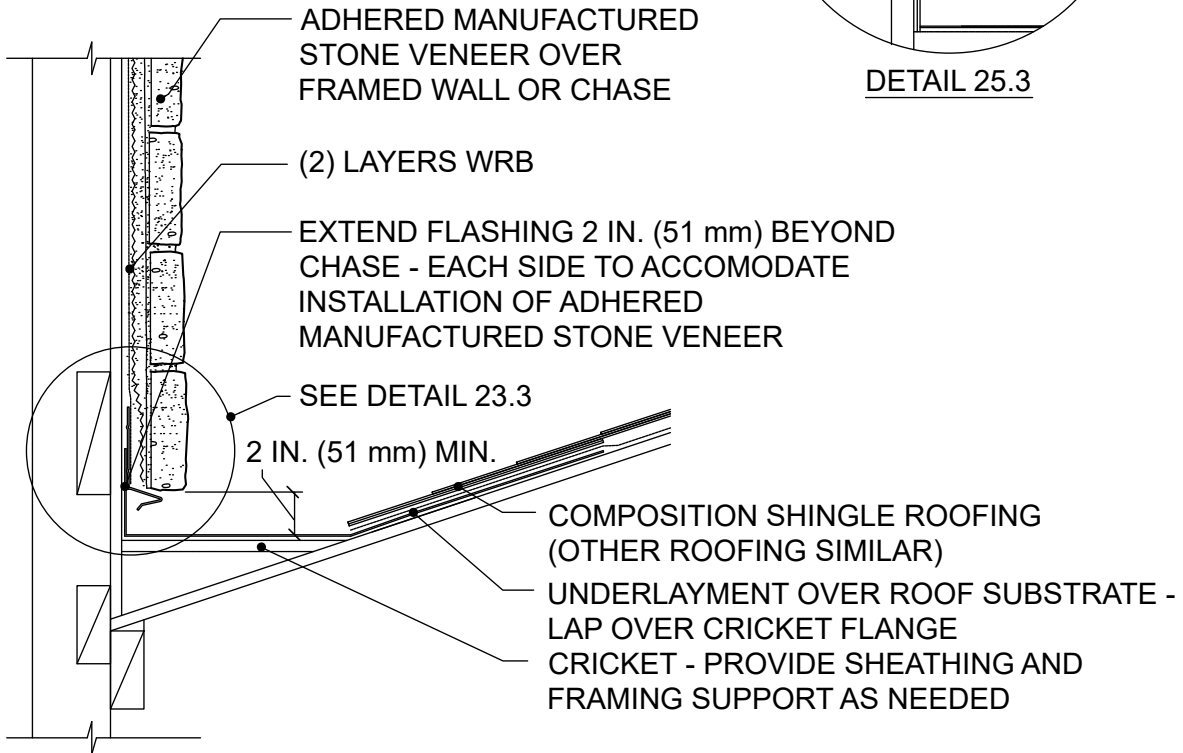 ADHERED MANUFACTURED
STONE VENEER OVER
FRAMED WALL OR CHASE
DETAIL 25.3
(2) LAYERS WRB
EXTEND FLASHING 2 IN. (51 mm) BEYOND
CHASE - EACH SIDE TO ACCOMODATE
INSTALLATION OF ADHERED
MANUFACTURED STONE VENEER
SEE DETAIL 23.3
2 IN. (51 mm) MIN.
COMPOSITION SHINGLE ROOFING
(OTHER ROOFING SIMILAR)
UNDERLAYMENT OVER ROOF SUBSTRATE -
LAP OVER CRICKET FLANGE
CRICKET - PROVIDE SHEATHING AND
FRAMING SUPPORT AS NEEDED